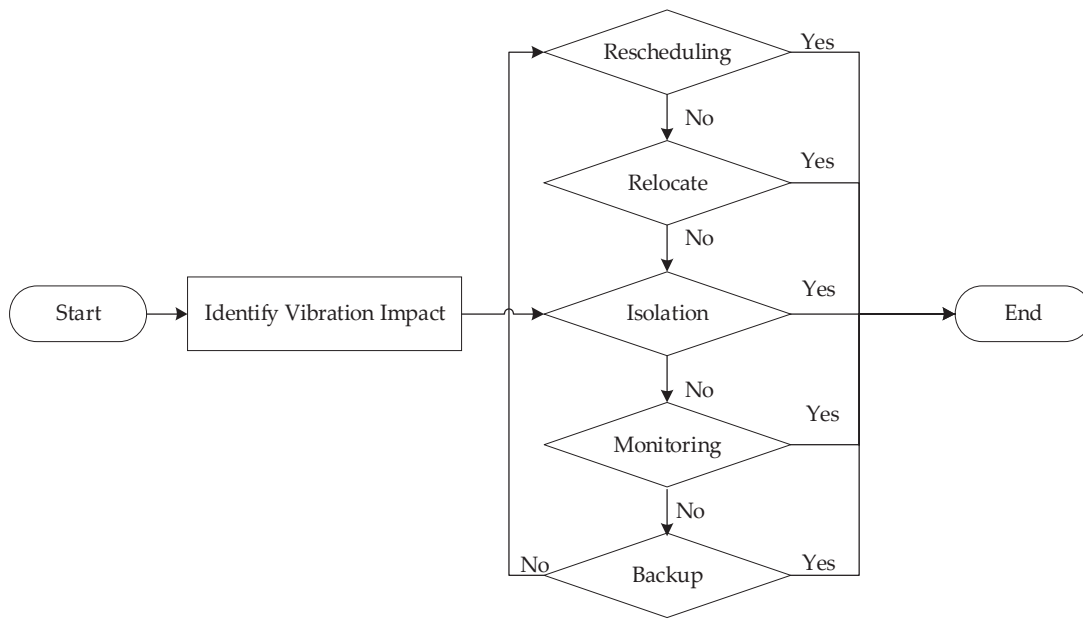 Rescheduling
Yes
No
Relocate
Yes
No
Start
Identify Vibration Impact
Isolation
Yes
End
No
Monitoring
Yes
No
No
Backup
Yes